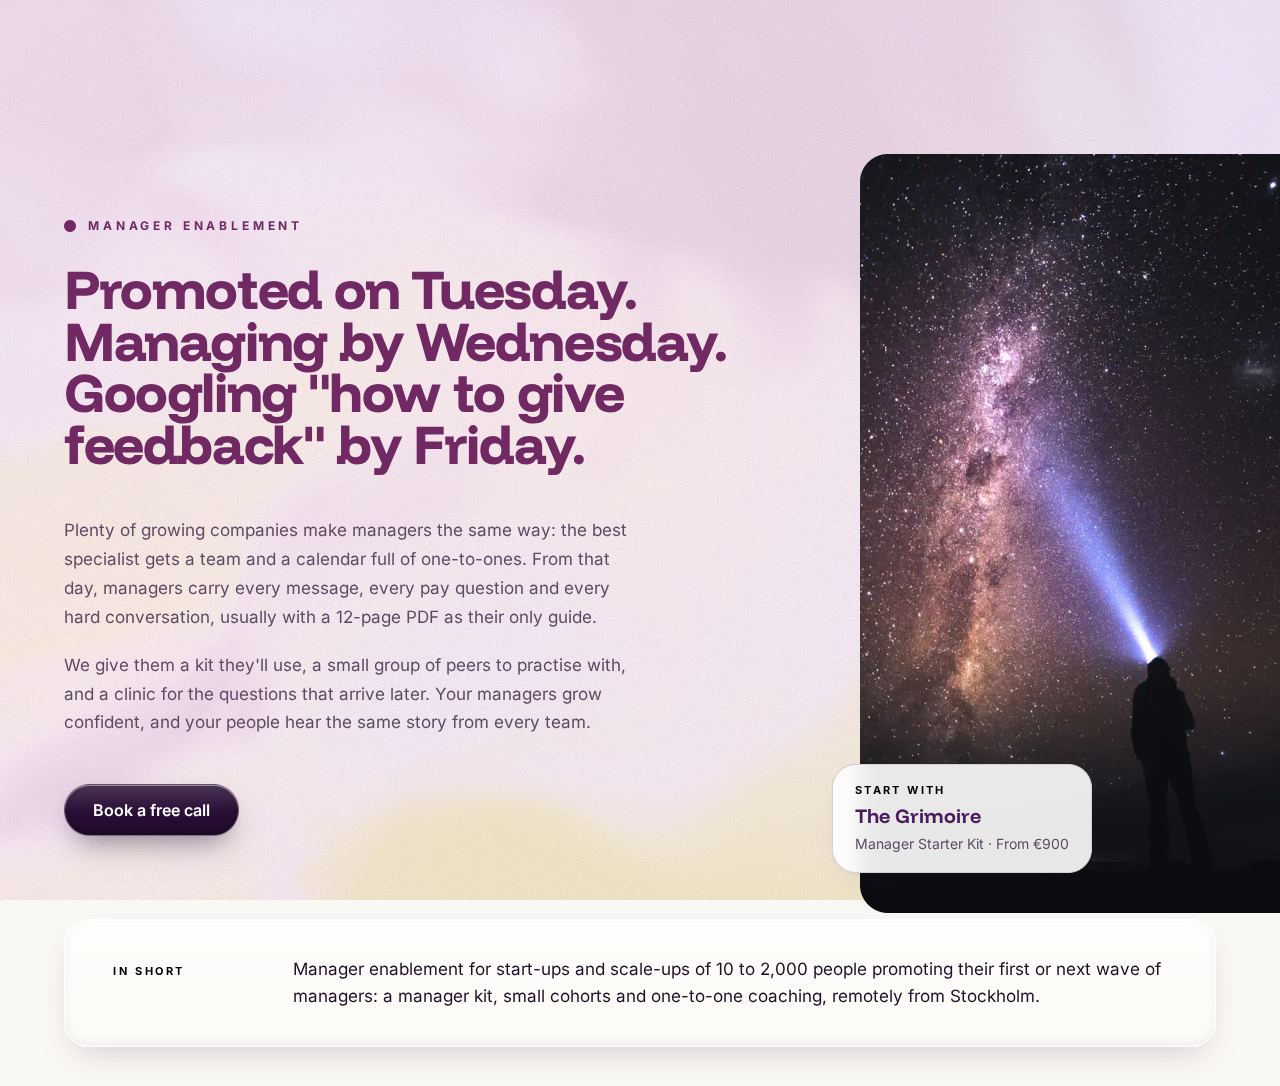 MANAGER ENABLEMENT
Promoted on Tuesday.
Managing by Wednesday.
Googling "how to give
feedback" by Friday.
Plenty of growing companies make managers the same way: the best
specialist gets a team and a calendar full of one-to-ones. From that
day, managers carry every message, every pay question and every
hard conversation, usually with a 12-page PDF as their only guide.
We give them a kit they'll use, a small group of peers to practise with,
and a clinic for the questions that arrive later. Your managers grow
confident, and your people hear the same story from every team.
Book a free call
START WITH
The Grimoire
Manager Starter Kit · From €900
IN SHORT
Manager enablement for start-ups and scale-ups of 10 to 2,000 people promoting their first or next wave of
managers: a manager kit, small cohorts and one-to-one coaching, remotely from Stockholm.